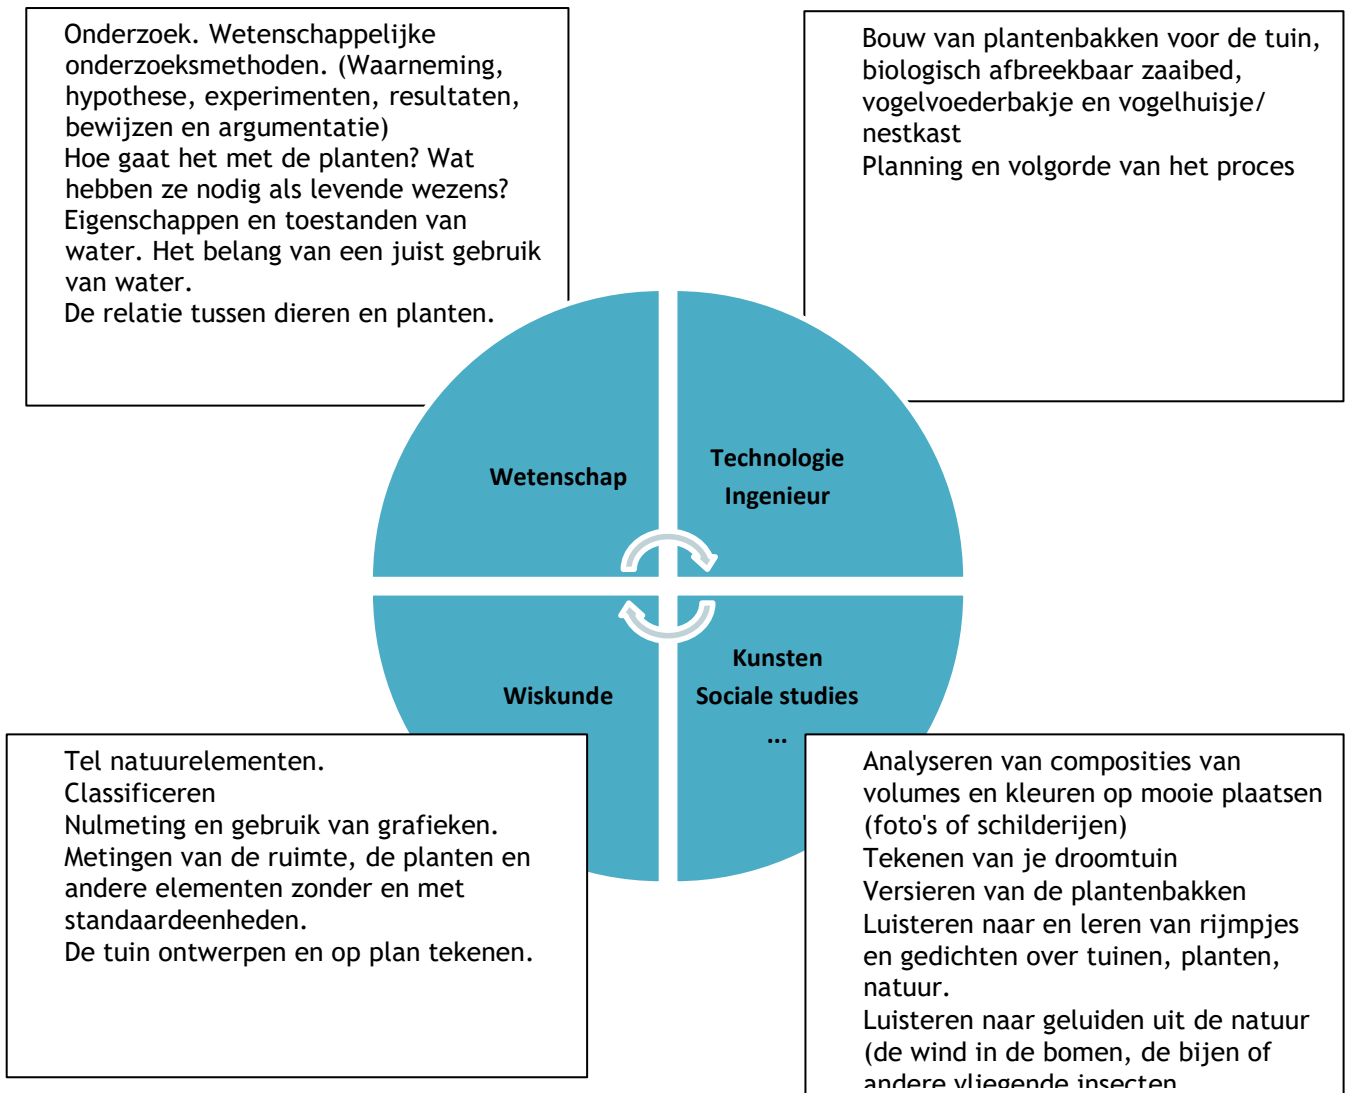 Onderzoek. Wetenschappelijke
onderzoeksmethoden. (Waarneming,
hypothese, experimenten, resultaten,
bewijzen en argumentatie)
Hoe gaat het met de planten? Wat
hebben ze nodig als levende wezens?
Eigenschappen en toestanden van
water. Het belang van een juist gebruik
van water.
De relatie tussen dieren en planten.
Bouw van plantenbakken voor de tuin,
biologisch afbreekbaar zaaibed,
vogelvoederbakje en vogelhuisje/
nestkast
Planning en volgorde van het proces
Wetenschap
Technologie
Ingenieur
Wiskunde
Kunsten
Sociale studies
...
Tel natuurelementen.
Classificeren
Nulmeting en gebruik van grafieken.
Metingen van de ruimte, de planten en
andere elementen zonder en met
standaardeenheden.
De tuin ontwerpen en op plan tekenen.
Analyseren van composities van
volumes en kleuren op mooie plaatsen
(foto's of schilderijen)
Tekenen van je droomtuin
Versieren van de plantenbakken
Luisteren naar en leren van rijmpjes
en gedichten over tuinen, planten,
natuur.
Luisteren naar geluiden uit de natuur
(de wind in de bomen, de bijen of
andere vliegende insecten